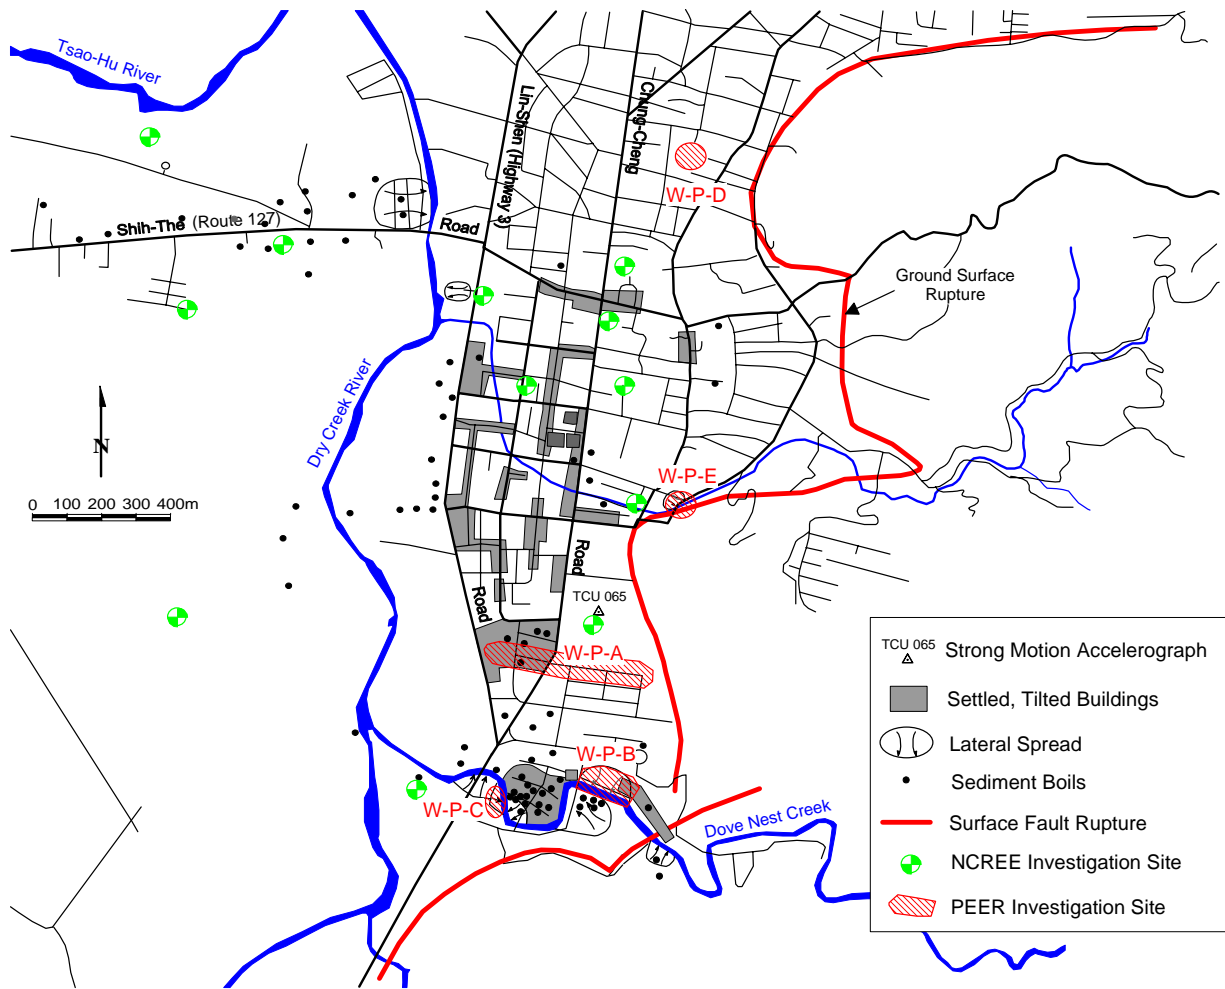 Tsao-Hu River
Lin-Shen (Highway 3)
Chung-Cheng
W-P-D
Shih-The (Route 127)
Road
Ground Surface
Rupture
Dry Creek River
N
W-P-E
0 100 200 300 400m
Road
Road
TCU 065
W-P-A
W-P-B
W-P-C
Dove Nest Creek
TCU 065 Strong Motion Accelerograph
Settled, Tilted Buildings
Lateral Spread
Sediment Boils
Surface Fault Rupture
NCREE Investigation Site
PEER Investigation Site